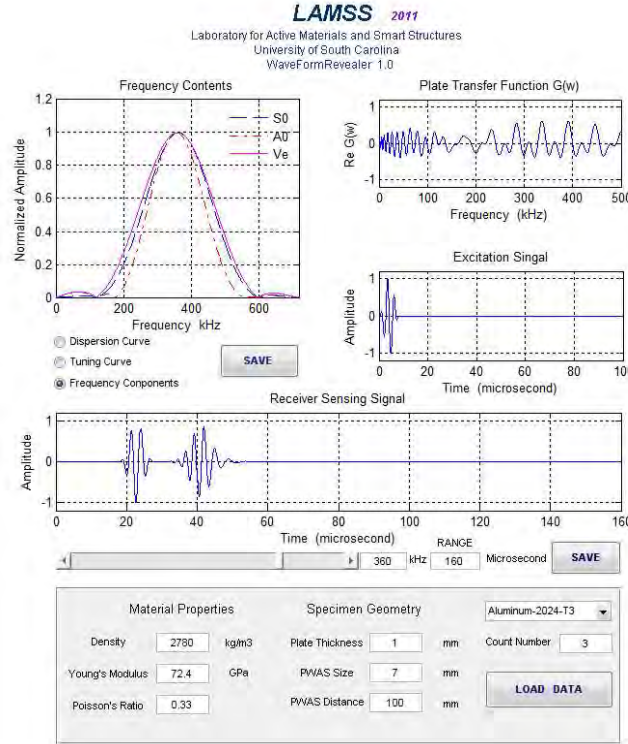 LAMSS 2011
Laboratory for Active Materials and Smart Structures
University of South Carolina
WaveFormRevealer 1.0
Frequency Contents
1.2
1
0.8
0.6
0.4
0.2
0
Normalized Amplitude
S0
A0
Ve
0 200 400 600
Frequency kHz
Plate Transfer Function G(w)
1
0
-1
Re G(w)
0 100 200 300 400 500
Frequency (kHz)
Excitation Singal
1
0
-1
Amplitude
0 20 40 60 80 100
Time (microsecond)
Dispersion Curve
Tuning Curve
Frequency Conponents
SAVE
Receiver Sensing Signal
1
0
-1
Amplitude
0 20 40 60 80 100 120 140 160
Time (microsecond)
RANGE
360 kHz 160 Microsecond SAVE
Material Properties
Density 2780 kg/m3
Young's Modulus 72.4 GPa
Poisson's Ratio 0.33
Specimen Geometry
Plate Thickness 1 mm
PWAS Size 7 mm
PWAS Distance 100 mm
Aluminum-2024-T3
Count Number 3
LOAD DATA